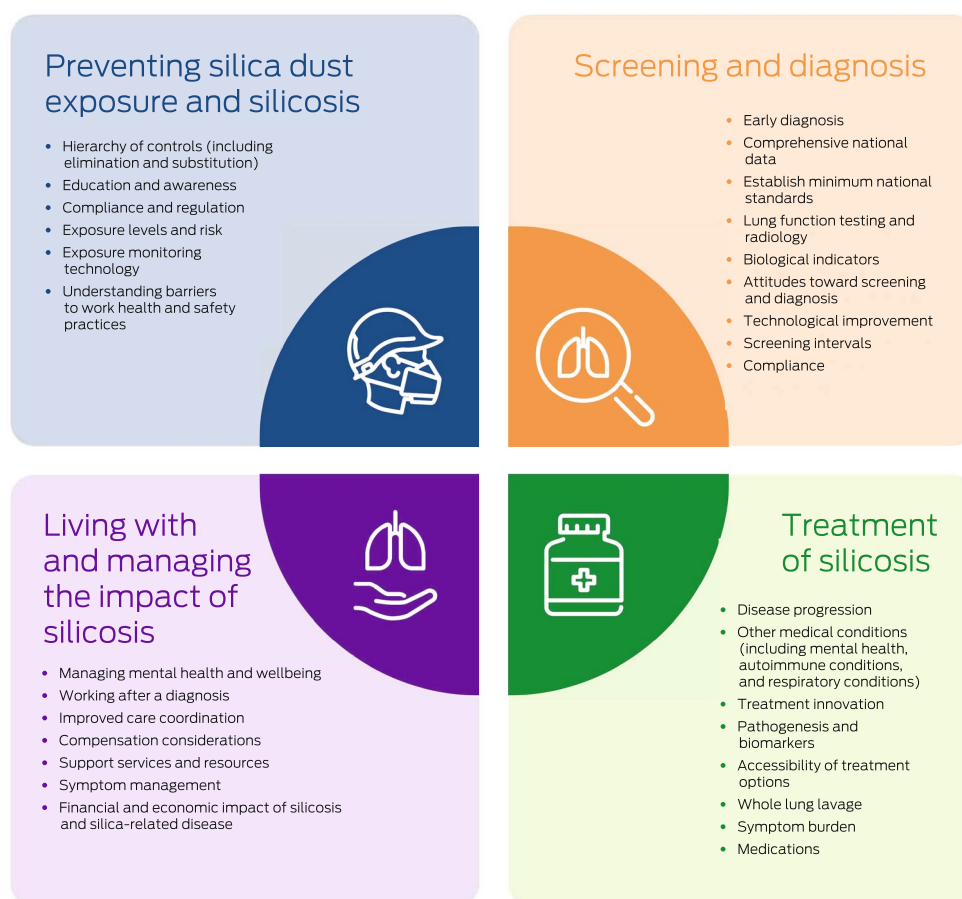 Preventing silica dust
exposure and silicosis
• Hierarchy of controls (including
elimination and substitution)
• Education and awareness
• Compliance and regulation
• Exposure levels and risk
• Exposure monitoring
technology
• Understanding barriers
to work health and safety
practices
Screening and diagnosis
• Early diagnosis
• Comprehensive national
data
• Establish minimum national
standards
• Lung function testing and
radiology
• Biological indicators
• Attitudes toward screening
and diagnosis
• Technological improvement
• Screening intervals
• Compliance
Living with
and managing
the impact of
silicosis
• Managing mental health and wellbeing
• Working after a diagnosis
• Improved care coordination
• Compensation considerations
• Support services and resources
• Symptom management
• Financial and economic impact of silicosis
and silica-related disease
Treatment
of silicosis
• Disease progression
• Other medical conditions
(including mental health,
autoimmune conditions,
and respiratory conditions)
• Treatment innovation
• Pathogenesis and
biomarkers
• Accessibility of treatment
options
• Whole lung lavage
• Symptom burden
• Medications